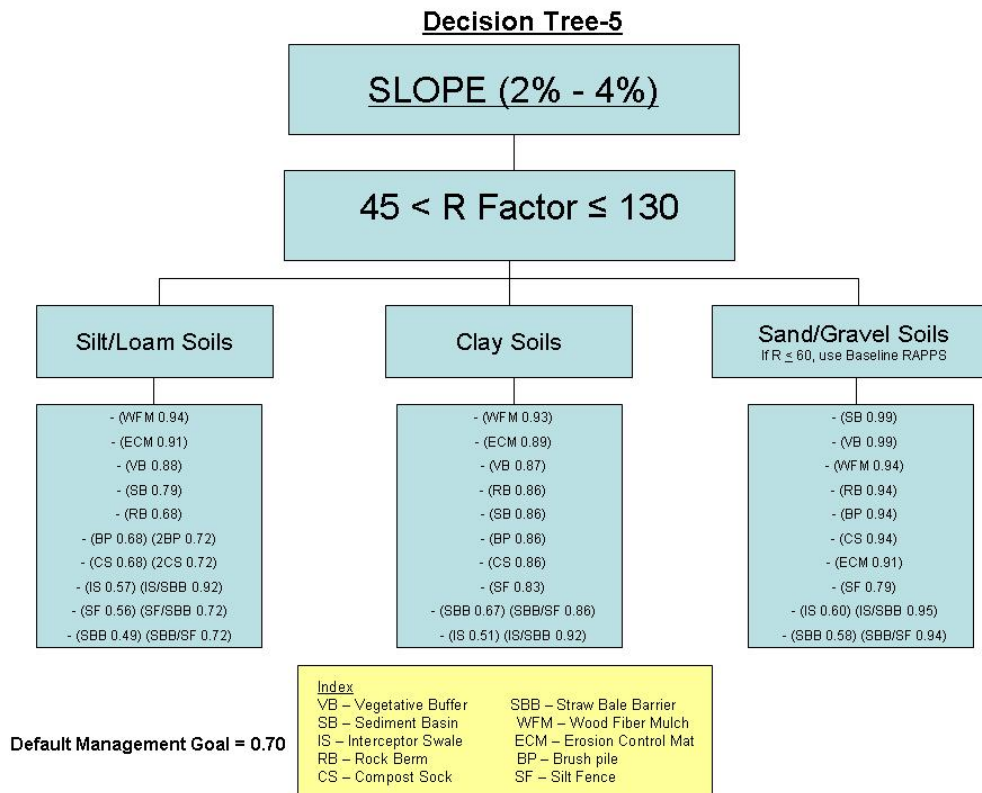 Decision Tree-5
SLOPE (2% - 4%)
45 < R Factor ≤ 130
Silt/Loam Soils
- (WFM 0.94)
- (ECM 0.91)
- (VB 0.88)
- (SB 0.79)
- (RB 0.68)
- (BP 0.68) (2BP 0.72)
- (CS 0.68) (2CS 0.72)
- (IS 0.57) (IS/SBB 0.92)
- (SF 0.56) (SF/SBB 0.72)
- (SBB 0.49) (SBB/SF 0.72)
Clay Soils
- (WFM 0.93)
- (ECM 0.89)
- (VB 0.87)
- (RB 0.86)
- (SB 0.86)
- (BP 0.86)
- (CS 0.86)
- (SF 0.83)
- (SBB 0.67) (SBB/SF 0.86)
- (IS 0.51) (IS/SBB 0.92)
Sand/Gravel Soils
If R ≤ 60, use Baseline RAPPS
- (SB 0.99)
- (VB 0.99)
- (WFM 0.94)
- (RB 0.94)
- (BP 0.94)
- (CS 0.94)
- (ECM 0.91)
- (SF 0.79)
- (IS 0.60) (IS/SBB 0.95)
- (SBB 0.58) (SBB/SF 0.94)
Default Management Goal = 0.70
Index
VB – Vegetative Buffer SBB – Straw Bale Barrier
SB – Sediment Basin WFM – Wood Fiber Mulch
IS – Interceptor Swale ECM – Erosion Control Mat
RB – Rock Berm BP – Brush pile
CS – Compost Sock SF – Silt Fence